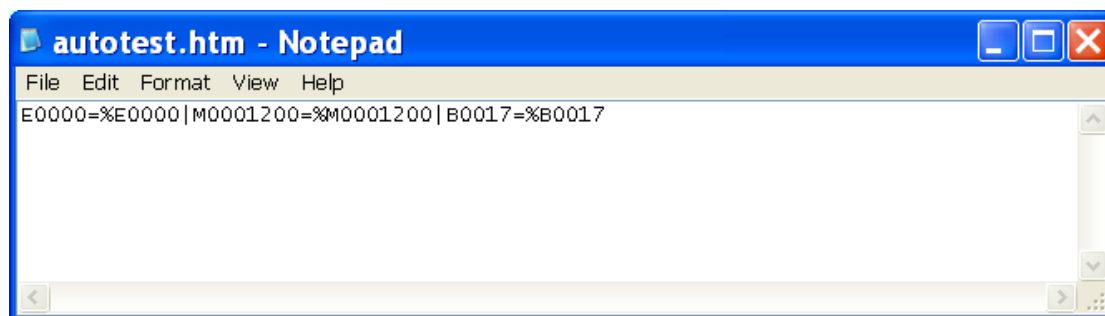 autotest.htm - Notepad
File Edit Format View Help
E0000=%E0000|M0001200=%M0001200|B0017=%B0017